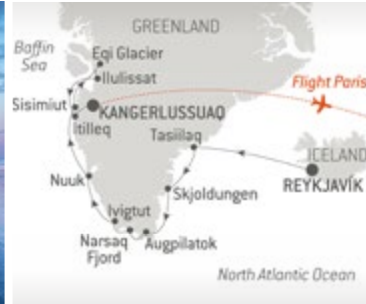 GREENLAND
Baffin
Sea
Eqi Glacier
Ilulissat
Flight Paris
Sisimiut
KANGERLUSSUAQ
Itilleq
Tasiilaq
ICELAND
REYKJAVÍK
Nuuk
Skjoldungen
Ivigtut
Narsaq
Fjord
Augpilatok
North Atlantic Ocean